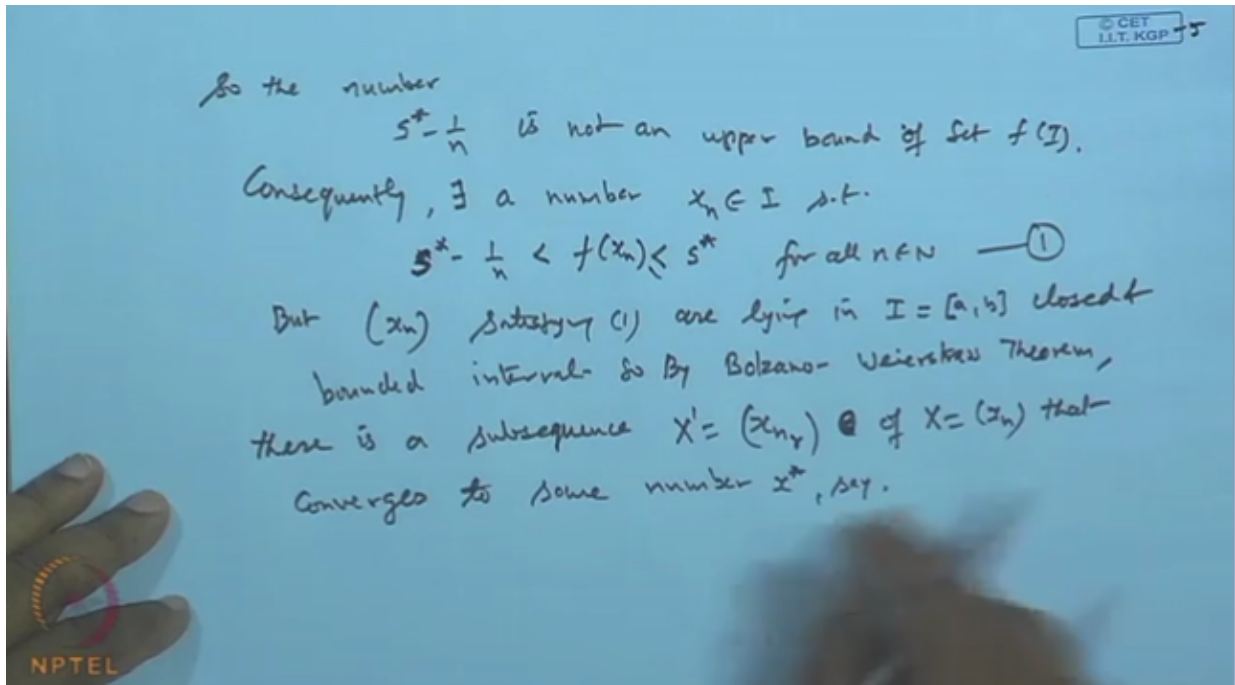 © CET
I.I.T. KGP -5
So the number
s* - 1/n is not an upper bound of set f(I).
Consequently, ∃ a number xₙ ∈ I s.t.
s* - 1/n < f(xₙ) ≤ s* for all n∈N — ①
But (xₙ) satisfyng (1) are lying in I = [a, b] closed &
bounded interval. So By Bolzano- Weierstrass Theorem,
there is a subsequence X' = (xₙᵣ) of X = (xₙ) that
converges to some number x*, say.
NPTEL